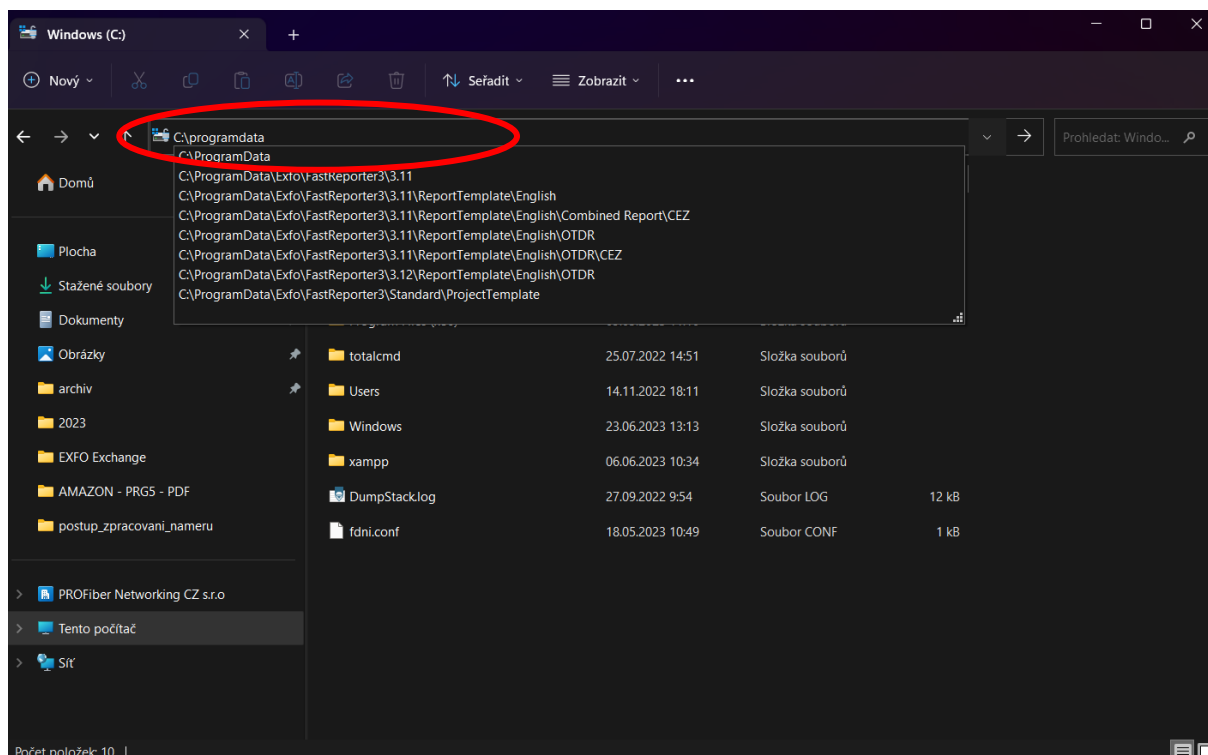 Windows (C:)
Nový
Seřadit
Zobrazit
C:\programdata
Prohledat: Windo...
C:\ProgramData
C:\ProgramData\Exfo\FastReporter3\3.11
C:\ProgramData\Exfo\FastReporter3\3.11\ReportTemplate\English
C:\ProgramData\Exfo\FastReporter3\3.11\ReportTemplate\English\Combined Report\CEZ
C:\ProgramData\Exfo\FastReporter3\3.11\ReportTemplate\English\OTDR
C:\ProgramData\Exfo\FastReporter3\3.11\ReportTemplate\English\OTDR\CEZ
C:\ProgramData\Exfo\FastReporter3\3.12\ReportTemplate\English\OTDR
C:\ProgramData\Exfo\FastReporter3\Standard\ProjectTemplate
Domů
Plocha
Stažené soubory
Dokumenty
Obrázky
archiv
2023
EXFO Exchange
AMAZON - PRG5 - PDF
postup_zpracovani_nameru
PROFiber Networking CZ s.r.o
Tento počítač
Síť
totalcmd 25.07.2022 14:51 Složka souborů
Users 14.11.2022 18:11 Složka souborů
Windows 23.06.2023 13:13 Složka souborů
xampp 06.06.2023 10:34 Složka souborů
DumpStack.log 27.09.2022 9:54 Soubor LOG 12 kB
fdni.conf 18.05.2023 10:49 Soubor CONF 1 kB
Počet položek: 10